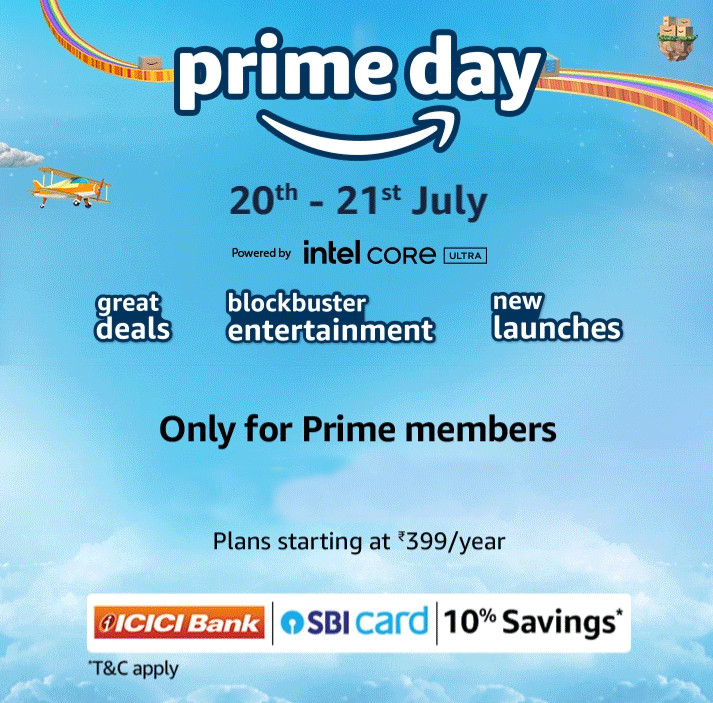 prime day
20th - 21st July
Powered by intel CORE ULTRA
great
deals
blockbuster
entertainment
new
launches
Only for Prime members
Plans starting at ₹399/year
ICICI Bank SBI card 10% Savings*
*T&C apply